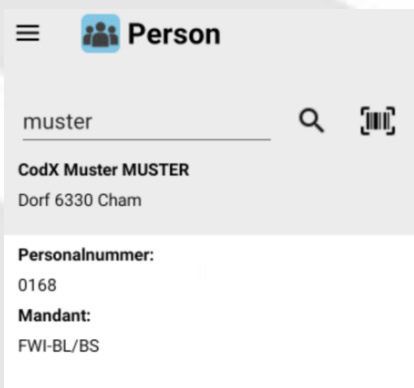 Person
muster
CodX Muster MUSTER
Dorf 6330 Cham
Personalnummer:
0168
Mandant:
FWI-BL/BS